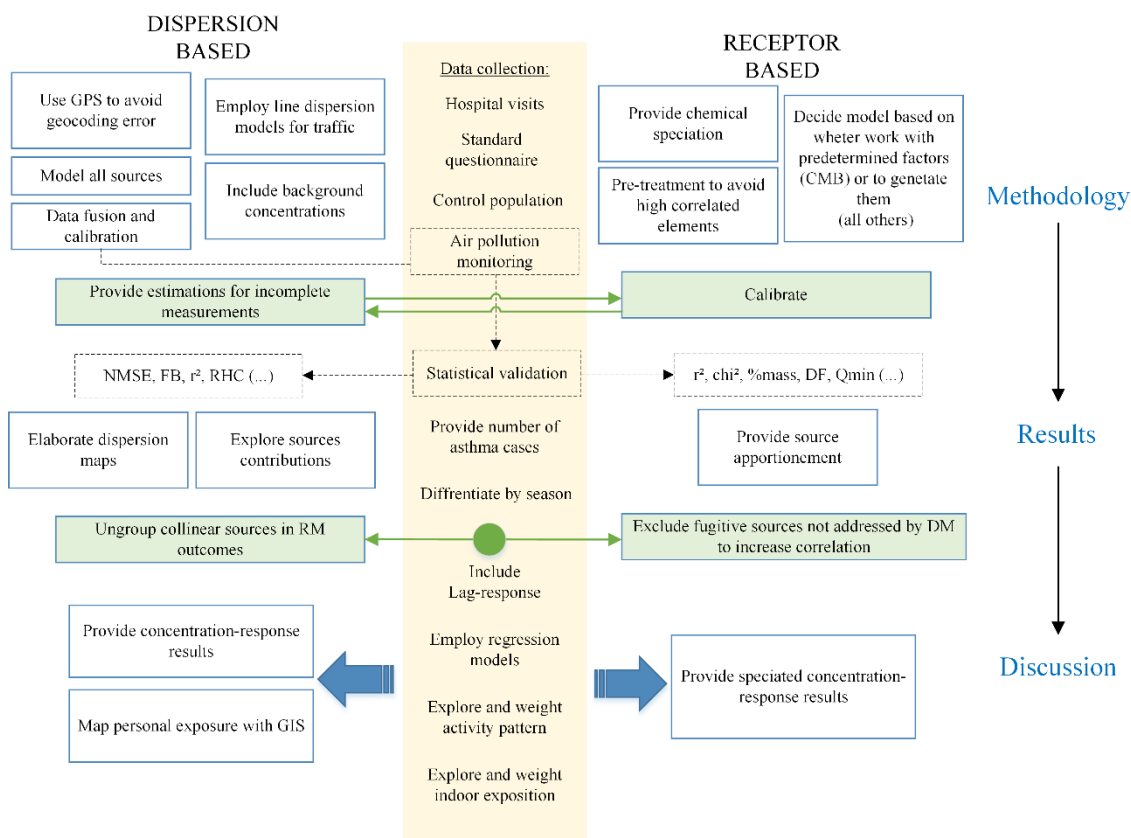 DISPERSION
BASED
Use GPS to avoid
geocoding error
Employ line dispersion
models for traffic
Model all sources
Include background
concentrations
Data fusion and
calibration
Data collection:
Hospital visits
Standard
questionnaire
Control population
Air pollution
monitoring
RECEPTOR
BASED
Provide chemical
speciation
Pre-treatment to avoid
high correlated
elements
Decide model based on
wheter work with
predetermined factors
(CMB) or to genetate
them
(all others)
Methodology
Provide estimations for incomplete
measurements
Calibrate
NMSE, FB, r², RHC (...)
Statistical validation
r², chi², %mass, DF, Qmin (...)
Elaborate dispersion
maps
Explore sources
contributions
Provide number of
asthma cases
Diffrentiate by season
Provide source
apportionement
Results
Ungroup collinear sources in RM
outcomes
Exclude fugitive sources not addressed by DM
to increase correlation
Include
Lag-response
Employ regression
models
Explore and weight
activity pattern
Explore and weight
indoor exposition
Provide concentration-response
results
Map personal exposure with GIS
Provide speciated concentration-
response results
Discussion